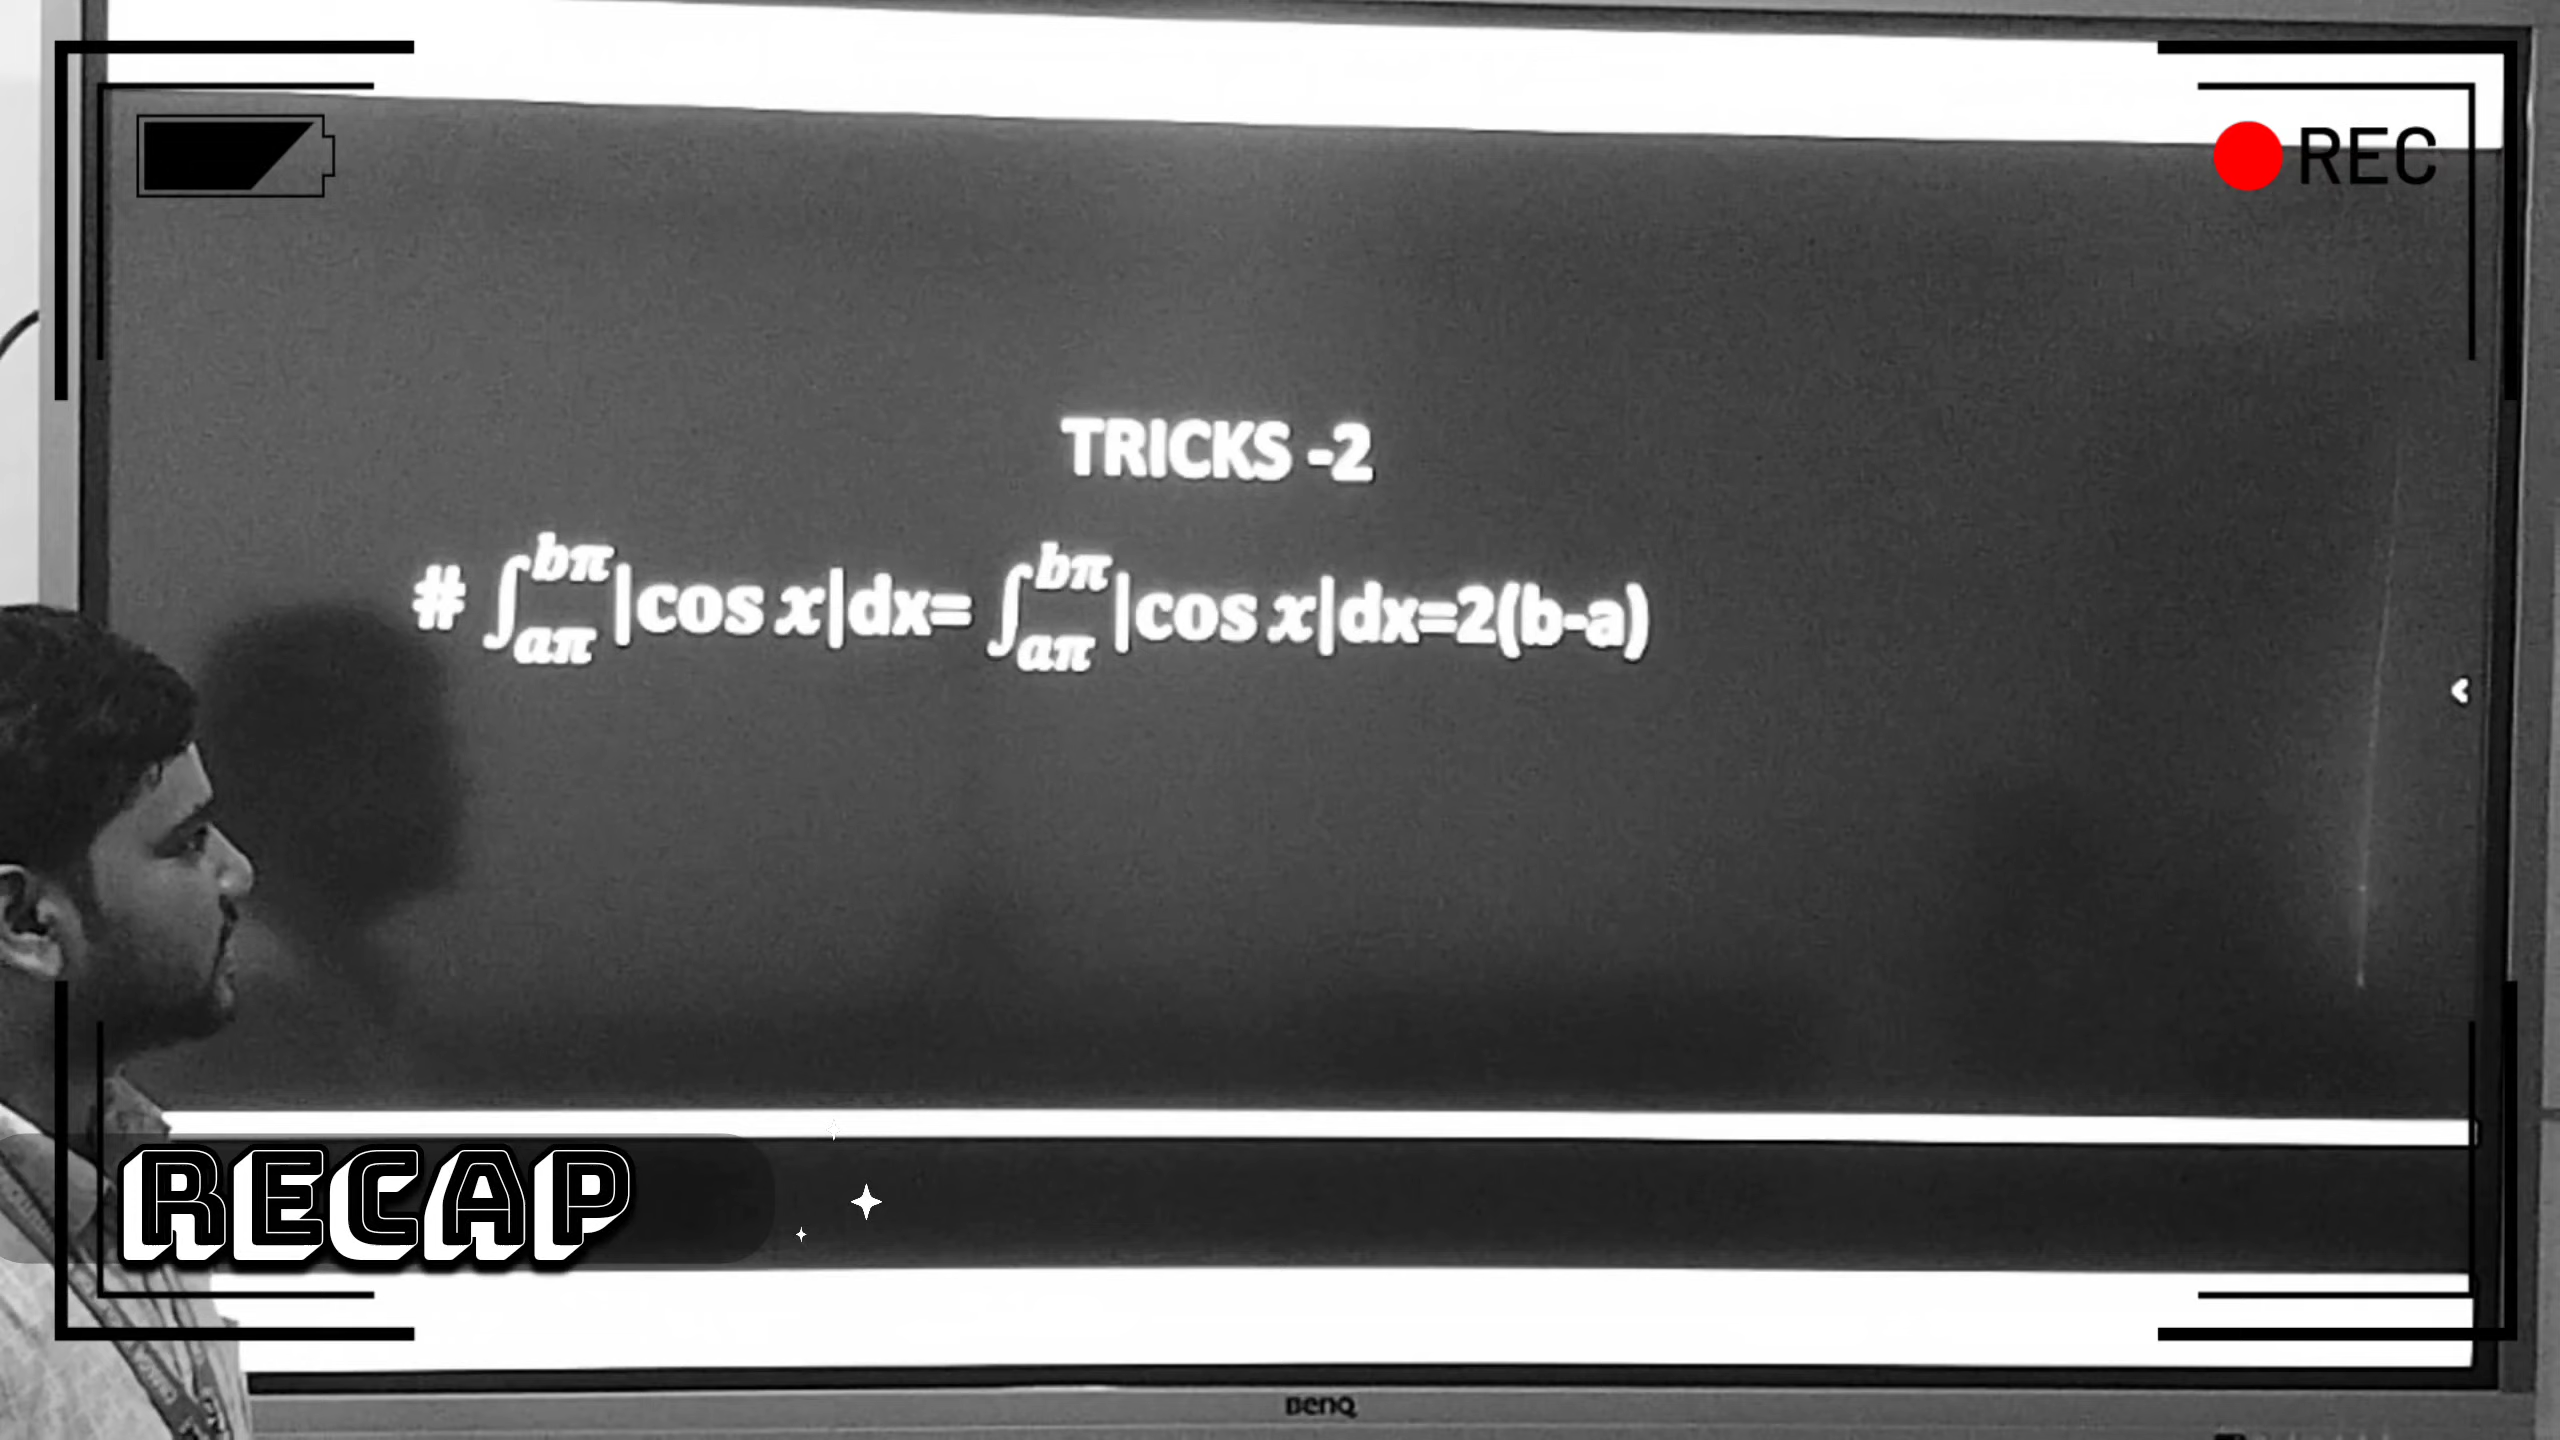 REC
TRICKS -2
# ∫_{aπ}^{bπ}|cos x|dx= ∫_{aπ}^{bπ}|cos x|dx=2(b-a)
RECAP
BenQ